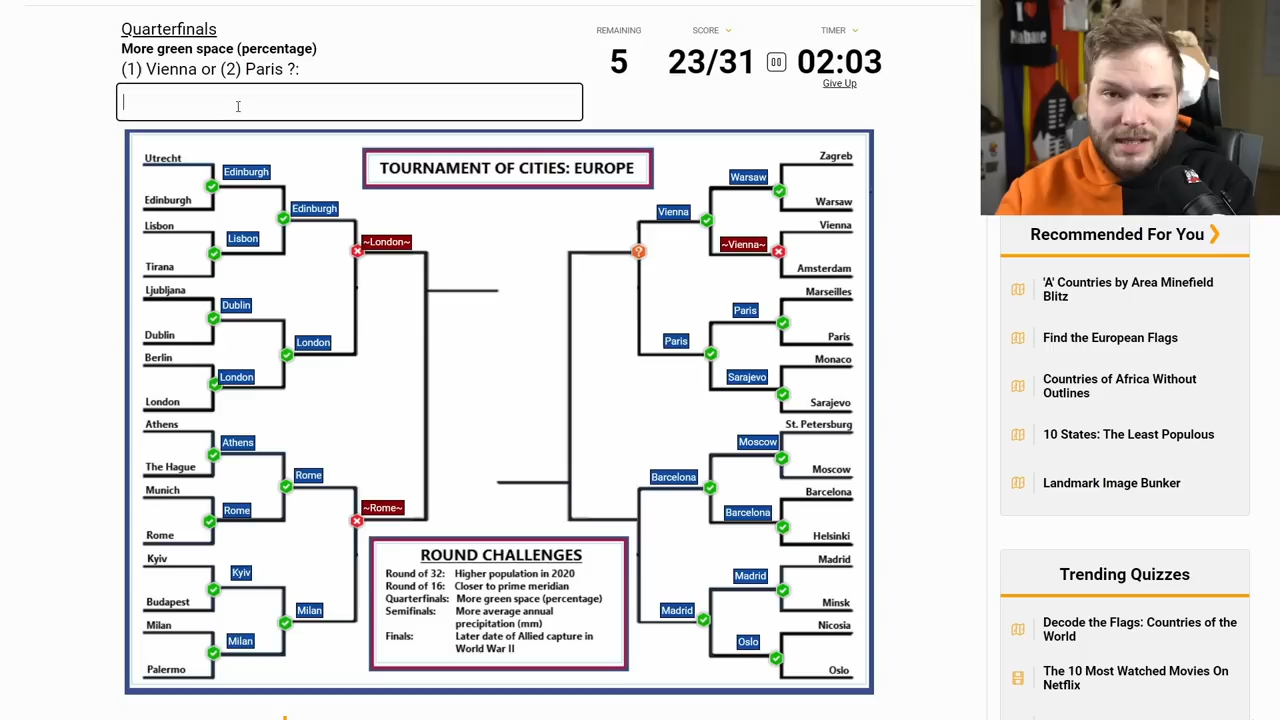 Quarterfinals
More green space (percentage)
(1) Vienna or (2) Paris ?:
REMAINING
5
SCORE
23/31
TIMER
02:03
Give Up
TOURNAMENT OF CITIES: EUROPE
Utrecht
Edinburgh
Edinburgh
Edinburgh
Lisbon
Lisbon
Tirana
~London~
Ljubljana
Dublin
Dublin
London
Berlin
London
London
Athens
Athens
The Hague
Rome
Munich
Rome
Rome
~Rome~
Kyiv
Kyiv
Budapest
Milan
Milan
Milan
Palermo
Zagreb
Warsaw
Warsaw
Vienna
Vienna
~Vienna~
Amsterdam
Marseilles
Paris
Paris
Paris
Monaco
Sarajevo
Sarajevo
St. Petersburg
Moscow
Moscow
Barcelona
Barcelona
Barcelona
Helsinki
Madrid
Madrid
Minsk
Madrid
Nicosia
Oslo
Oslo
ROUND CHALLENGES
Round of 32: Higher population in 2020
Round of 16: Closer to prime meridian
Quarterfinals: More green space (percentage)
Semifinals: More average annual
precipitation (mm)
Finals: Later date of Allied capture in
World War II
Recommended For You
'A' Countries by Area Minefield
Blitz
Find the European Flags
Countries of Africa Without
Outlines
10 States: The Least Populous
Landmark Image Bunker
Trending Quizzes
Decode the Flags: Countries of the
World
The 10 Most Watched Movies On
Netflix